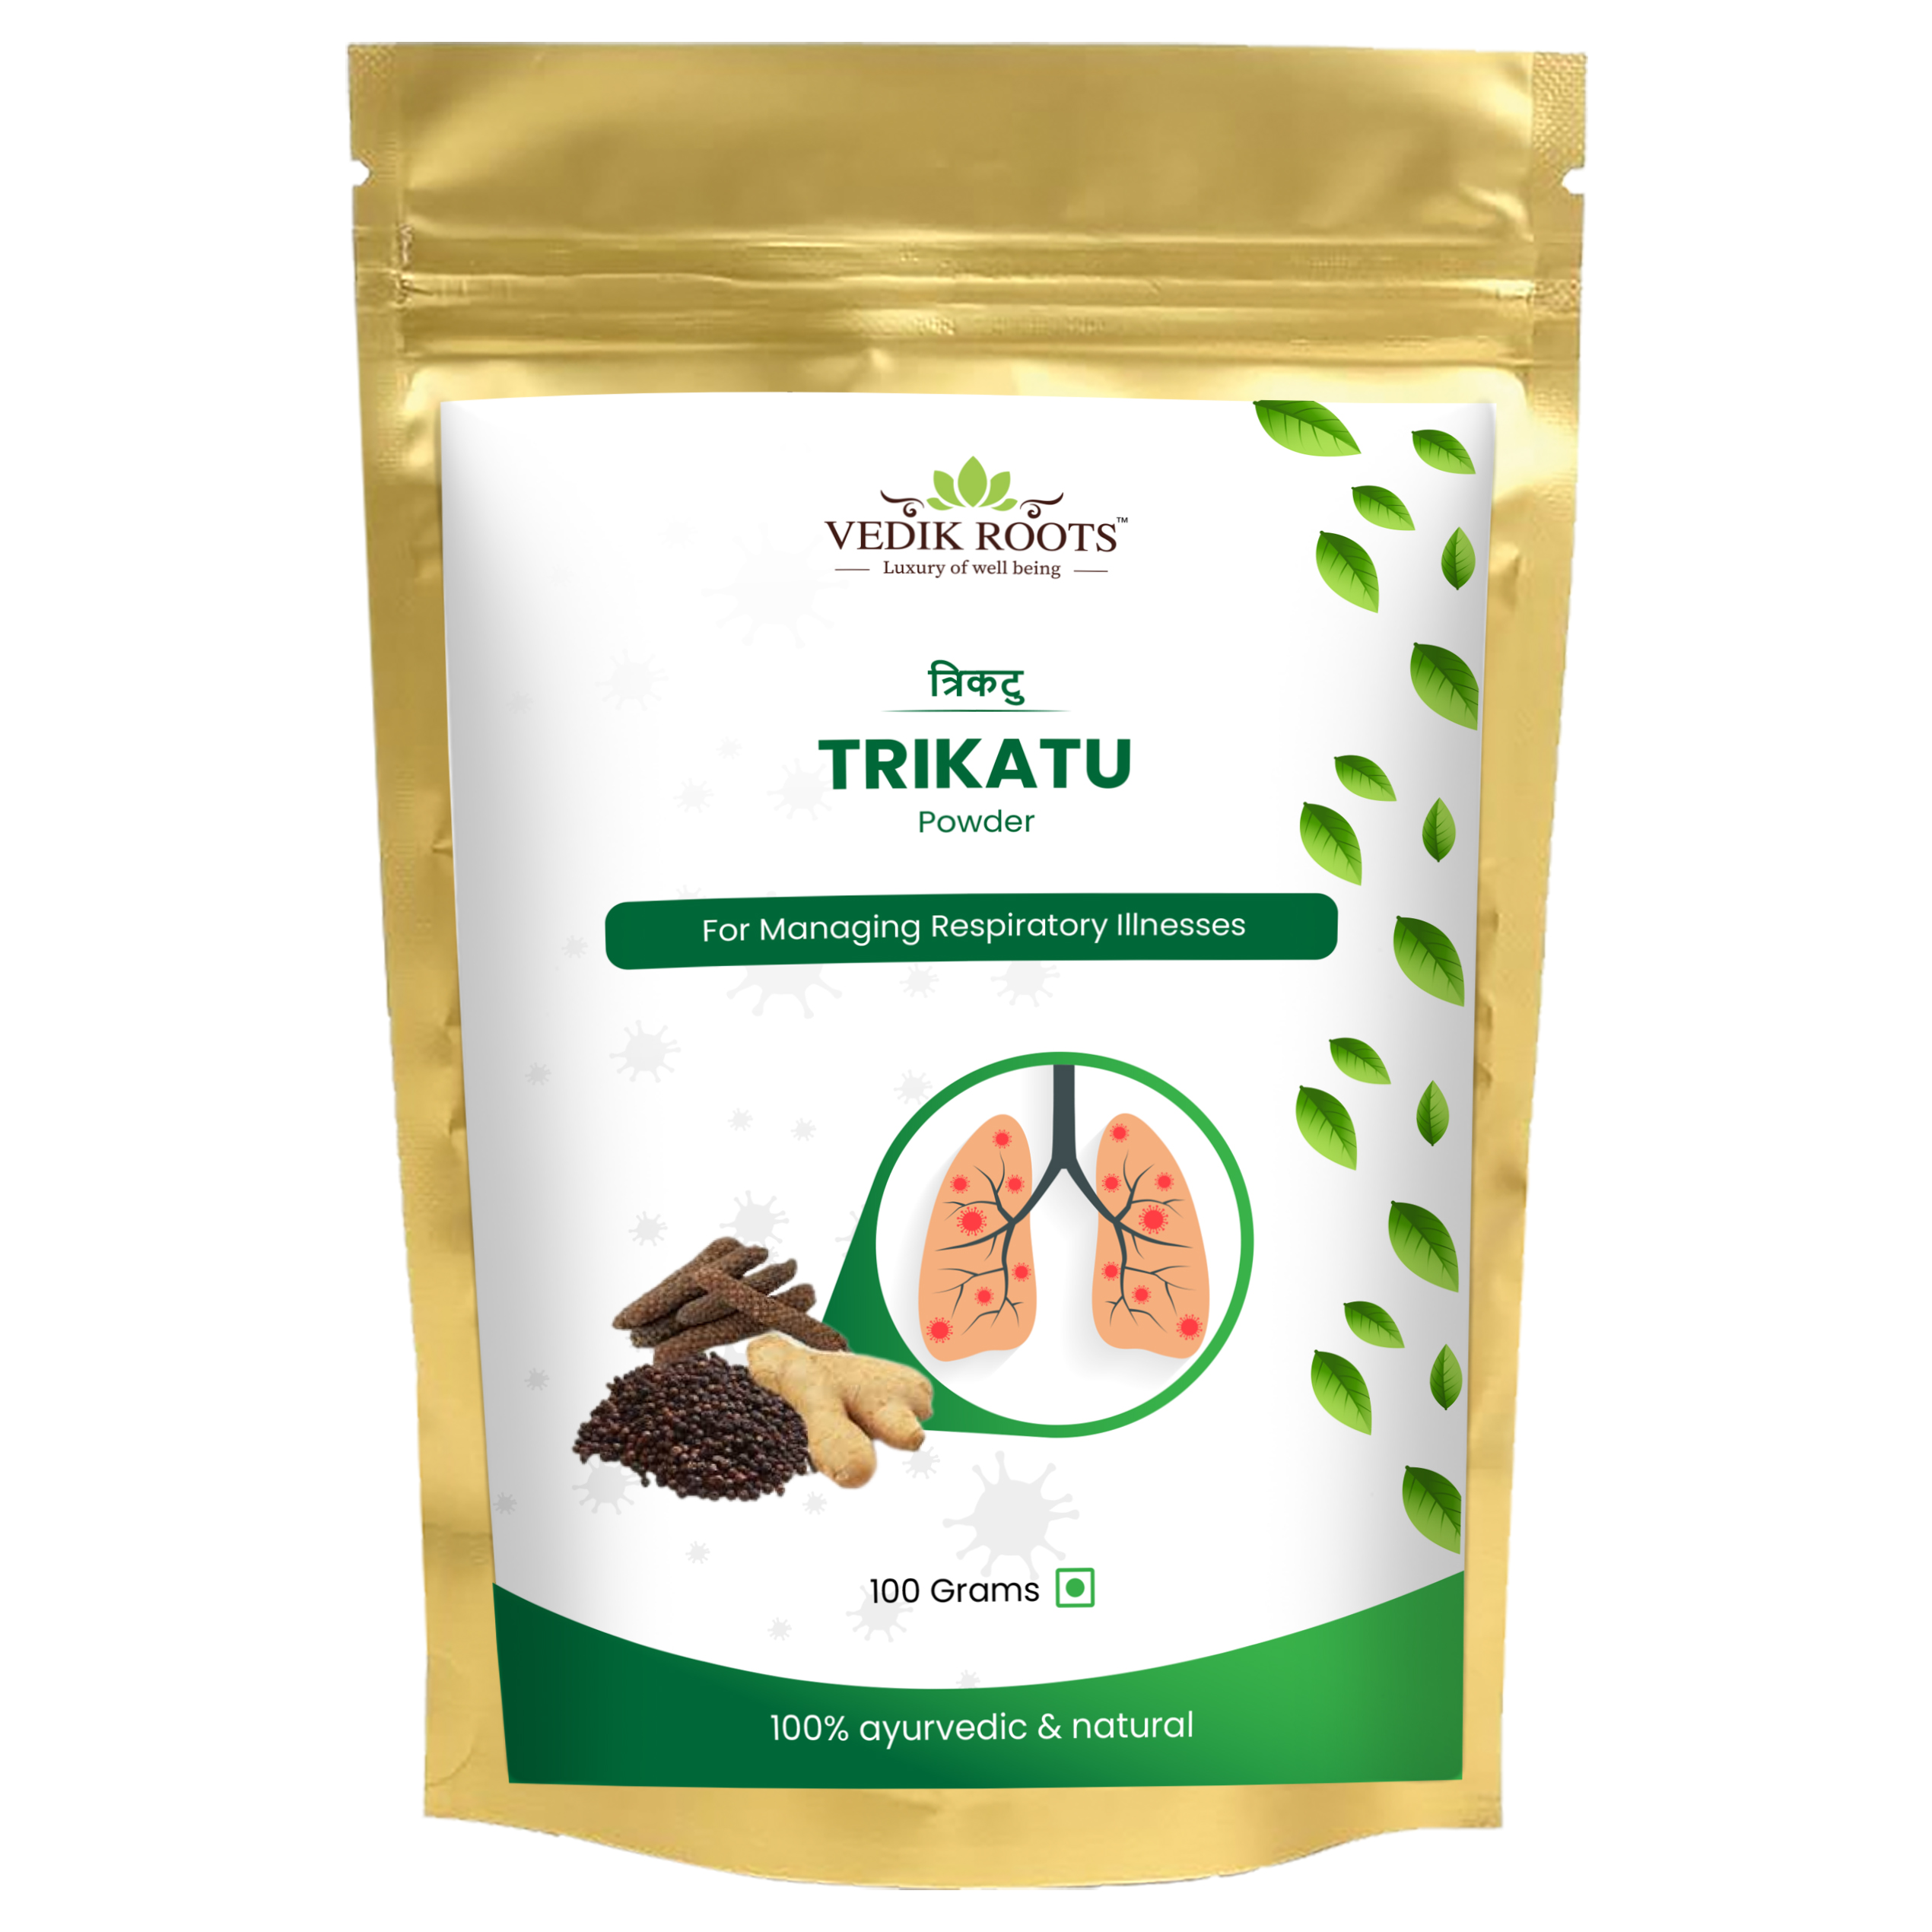 VEDIK ROOTS™
Luxury of well being
त्रिकटु
TRIKATU
Powder
For Managing Respiratory Illnesses
100 Grams
100% ayurvedic & natural